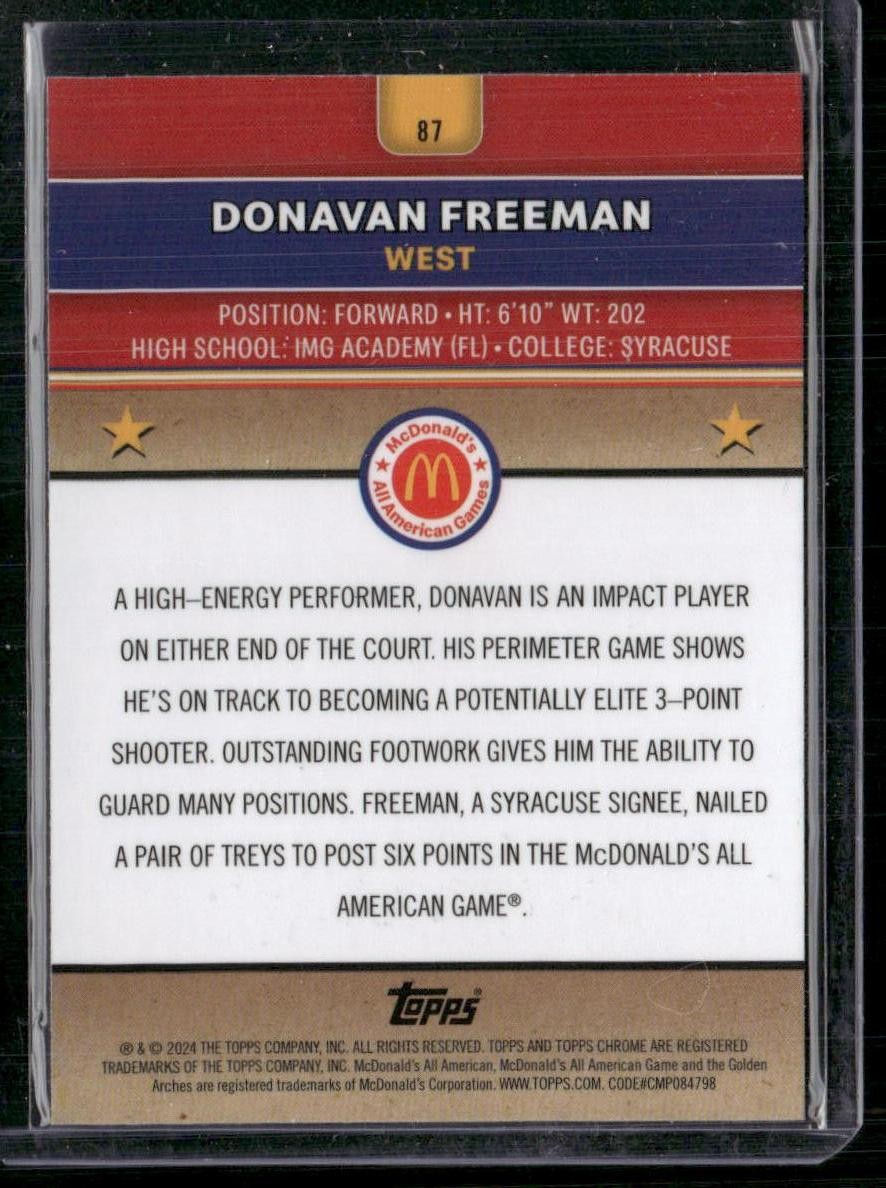 87
DONAVAN FREEMAN
WEST
POSITION: FORWARD • HT: 6'10" WT: 202
HIGH SCHOOL: IMG ACADEMY (FL) • COLLEGE: SYRACUSE
McDonald's
All American Games
A HIGH–ENERGY PERFORMER, DONAVAN IS AN IMPACT PLAYER
ON EITHER END OF THE COURT. HIS PERIMETER GAME SHOWS
HE'S ON TRACK TO BECOMING A POTENTIALLY ELITE 3–POINT
SHOOTER. OUTSTANDING FOOTWORK GIVES HIM THE ABILITY TO
GUARD MANY POSITIONS. FREEMAN, A SYRACUSE SIGNEE, NAILED
A PAIR OF TREYS TO POST SIX POINTS IN THE McDONALD'S ALL
AMERICAN GAME®.
Topps®
® & © 2024 THE TOPPS COMPANY, INC. ALL RIGHTS RESERVED. TOPPS AND TOPPS CHROME ARE REGISTERED
TRADEMARKS OF THE TOPPS COMPANY, INC. McDonald's All American, McDonald's All American Game and the Golden
Arches are registered trademarks of McDonald's Corporation. WWW.TOPPS.COM. CODE#CMP084798